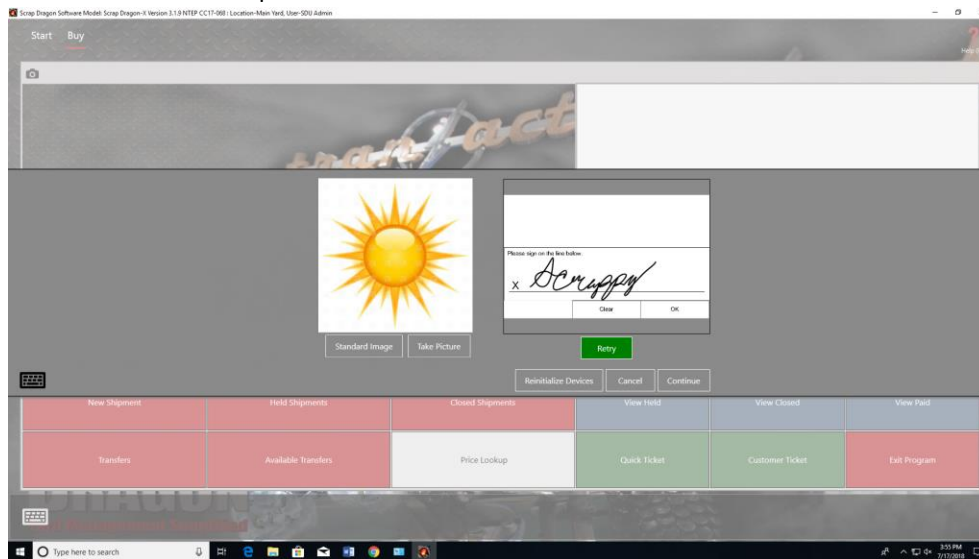 Scrap Dragon Software Model: Scrap Dragon-X Version 3.1.9 NTEP CC17-068 | Location-Main Yard, User-SDU Admin
Start Buy
?
Help
tran act
Please sign on the line below.
X Scrappy
Clear OK
Standard Image Take Picture
Retry
Reinitialize Devices Cancel Continue
New Shipment Held Shipments Closed Shipments View Held View Closed View Paid
Transfers Available Transfers Price Lookup Quick Ticket Customer Ticket Exit Program
DRAGON
Type here to search
3:55 PM
7/17/2018